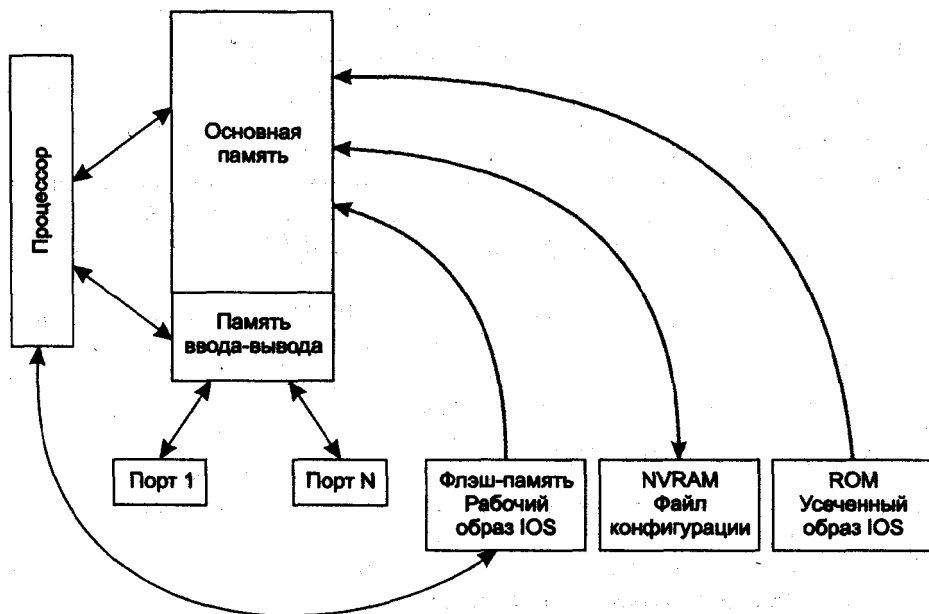 Процессор
Основная
память
Память
ввода-вывода
Порт 1
Порт N
Флэш-память
Рабочий
образ IOS
NVRAM
Файл
конфигурации
ROM
Усеченный
образ IOS